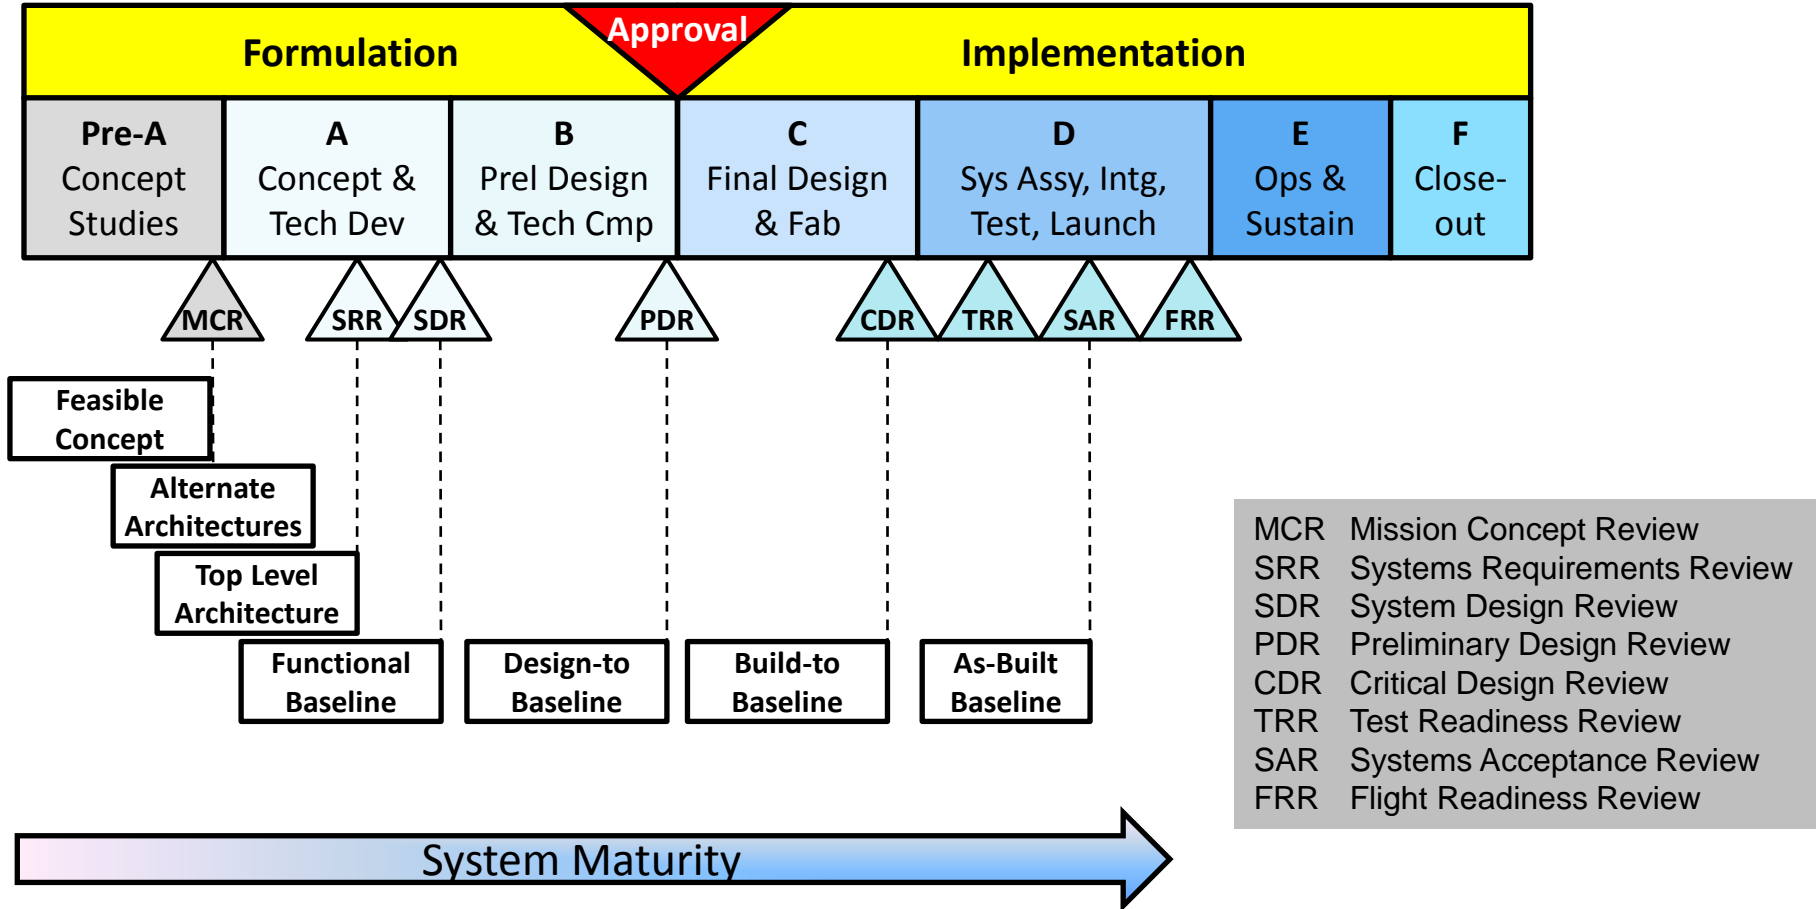 Formulation
Approval
Implementation
Pre-A
Concept
Studies
A
Concept &
Tech Dev
B
Prel Design
& Tech Cmp
C
Final Design
& Fab
D
Sys Assy, Intg,
Test, Launch
E
Ops &
Sustain
F
Close-
out
MCR
SRR
SDR
PDR
CDR
TRR
SAR
FRR
Feasible
Concept
Alternate
Architectures
Top Level
Architecture
Functional
Baseline
Design-to
Baseline
Build-to
Baseline
As-Built
Baseline
MCR Mission Concept Review
SRR Systems Requirements Review
SDR System Design Review
PDR Preliminary Design Review
CDR Critical Design Review
TRR Test Readiness Review
SAR Systems Acceptance Review
FRR Flight Readiness Review
System Maturity